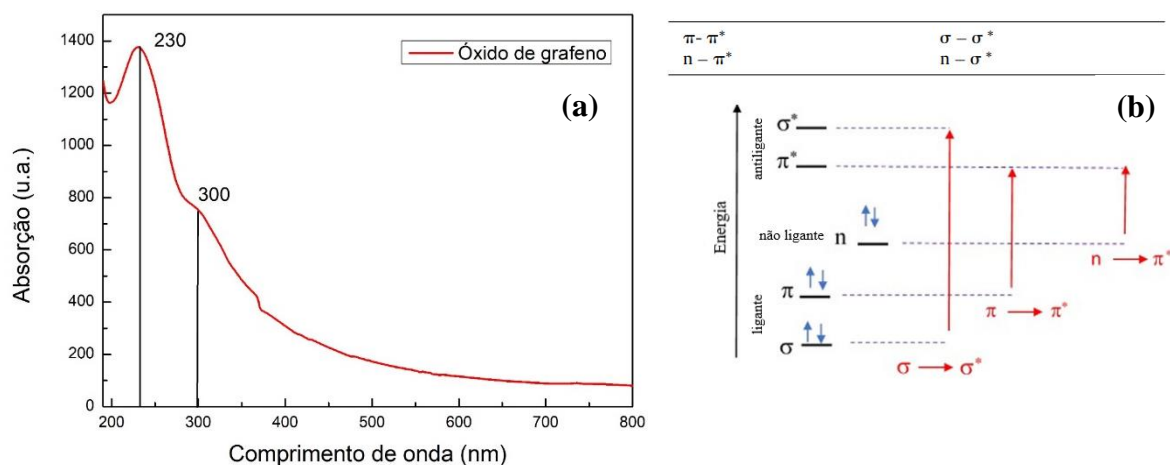 1400
1200
1000
800
600
400
200
0
Absorção (u.a.)
230
300
Óxido de grafeno
(a)
200 300 400 500 600 700 800
Comprimento de onda (nm)
π- π* σ – σ *
n – π* n – σ *
(b)
Energia
antiligante
σ*
π*
não ligante n
ligante
π
σ
σ → σ*
π → π*
n → π*